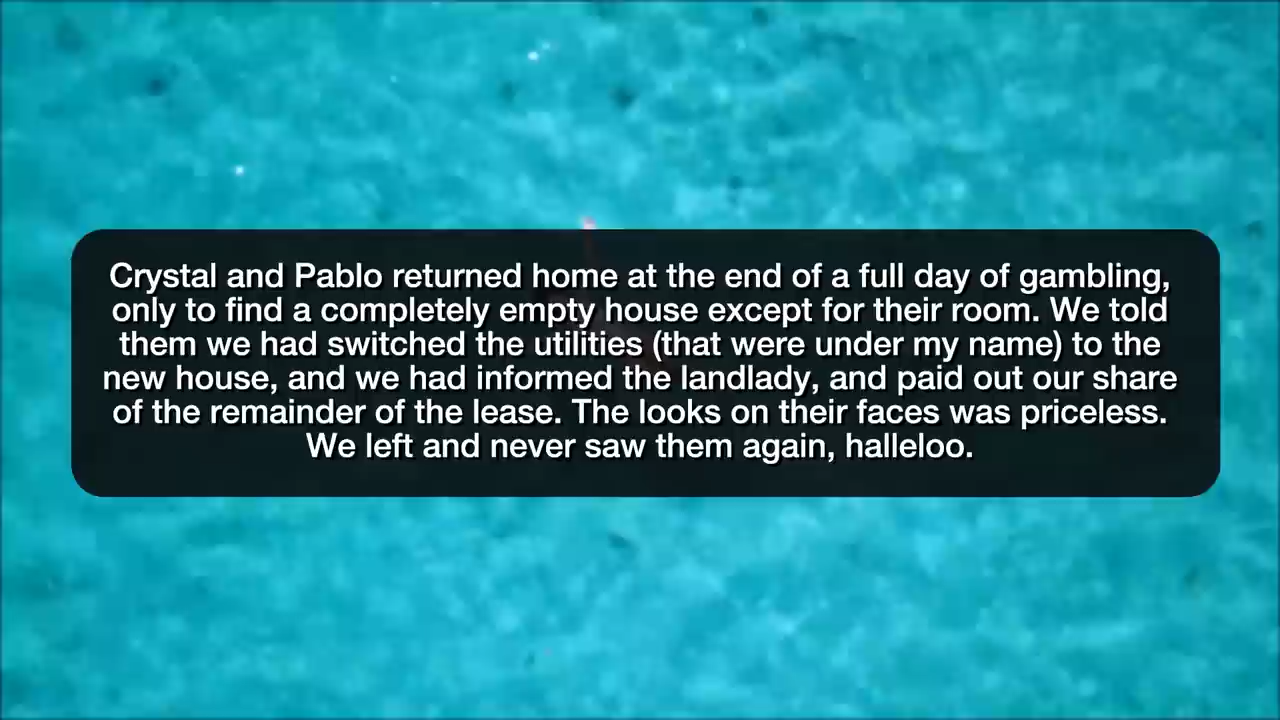 Crystal and Pablo returned home at the end of a full day of gambling,
only to find a completely empty house except for their room. We told
them we had switched the utilities (that were under my name) to the
new house, and we had informed the landlady, and paid out our share
of the remainder of the lease. The looks on their faces was priceless.
We left and never saw them again, halleloo.